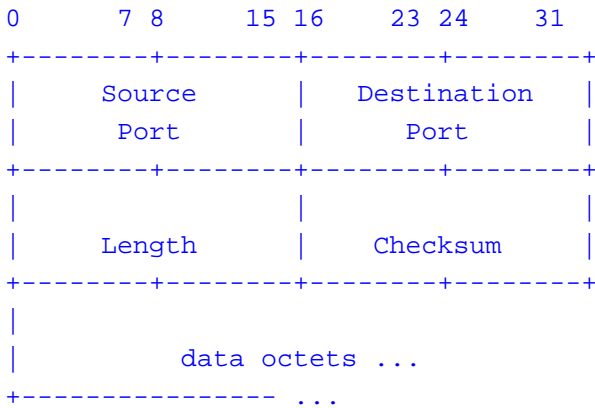 0      7 8     15 16    23 24    31
+--------+--------+--------+--------+
|     Source      |   Destination   |
|      Port       |      Port       |
+--------+--------+--------+--------+
|                 |                 |
|     Length      |    Checksum     |
+--------+--------+--------+--------+
|
|          data octets ...
+---------------- ...